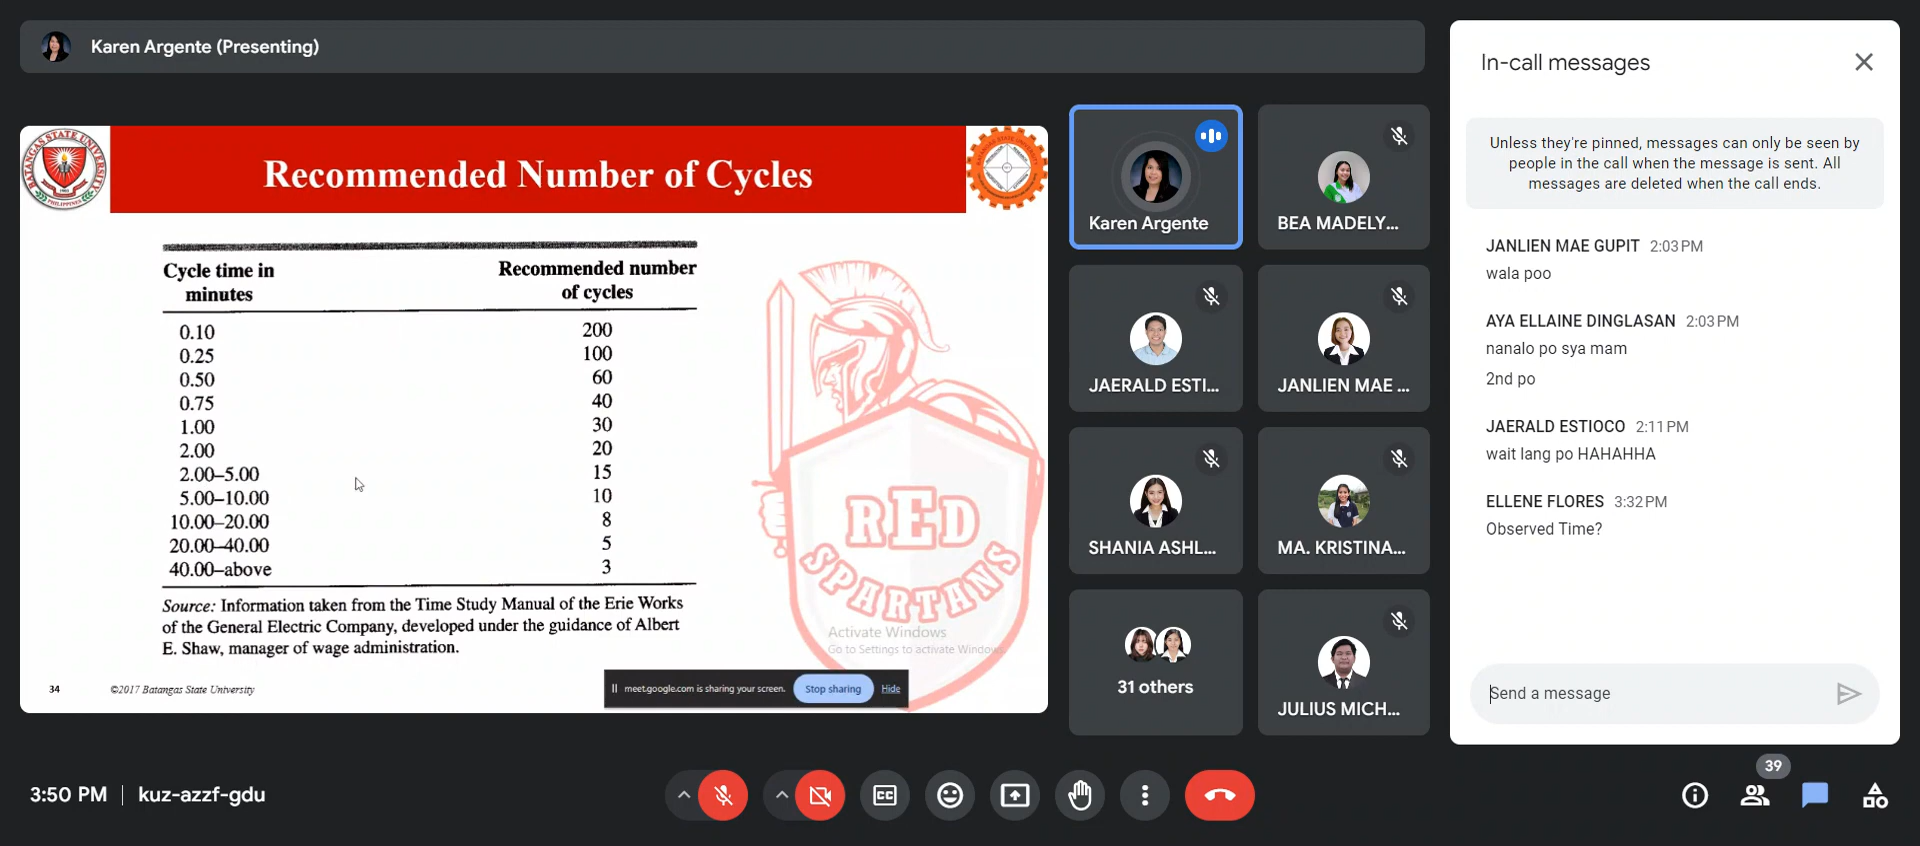 Karen Argente (Presenting)
BATANGAS STATE UNIVERSITY
PHILIPPINES
Recommended Number of Cycles
Cycle time in minutes
Recommended number of cycles
0.10 200
0.25 100
0.50 60
0.75 40
1.00 30
2.00 20
2.00–5.00 15
5.00–10.00 10
10.00–20.00 8
20.00–40.00 5
40.00–above 3
Source: Information taken from the Time Study Manual of the Erie Works
of the General Electric Company, developed under the guidance of Albert
E. Shaw, manager of wage administration.
RED
SPARTANS
Activate Windows
Go to Settings to activate Windows.
34
©2017 Batangas State University
meet.google.com is sharing your screen.
Stop sharing
Hide
Karen Argente
BEA MADELY...
JAERALD ESTI...
JANLIEN MAE ...
SHANIA ASHL...
MA. KRISTINA...
31 others
JULIUS MICH...
In-call messages
Unless they're pinned, messages can only be seen by
people in the call when the message is sent. All
messages are deleted when the call ends.
JANLIEN MAE GUPIT 2:03 PM
wala poo
AYA ELLAINE DINGLASAN 2:03 PM
nanalo po sya mam
2nd po
JAERALD ESTIOCO 2:11 PM
wait lang po HAHAHHA
ELLENE FLORES 3:32 PM
Observed Time?
Send a message
3:50 PM | kuz-azzf-gdu
CC
39